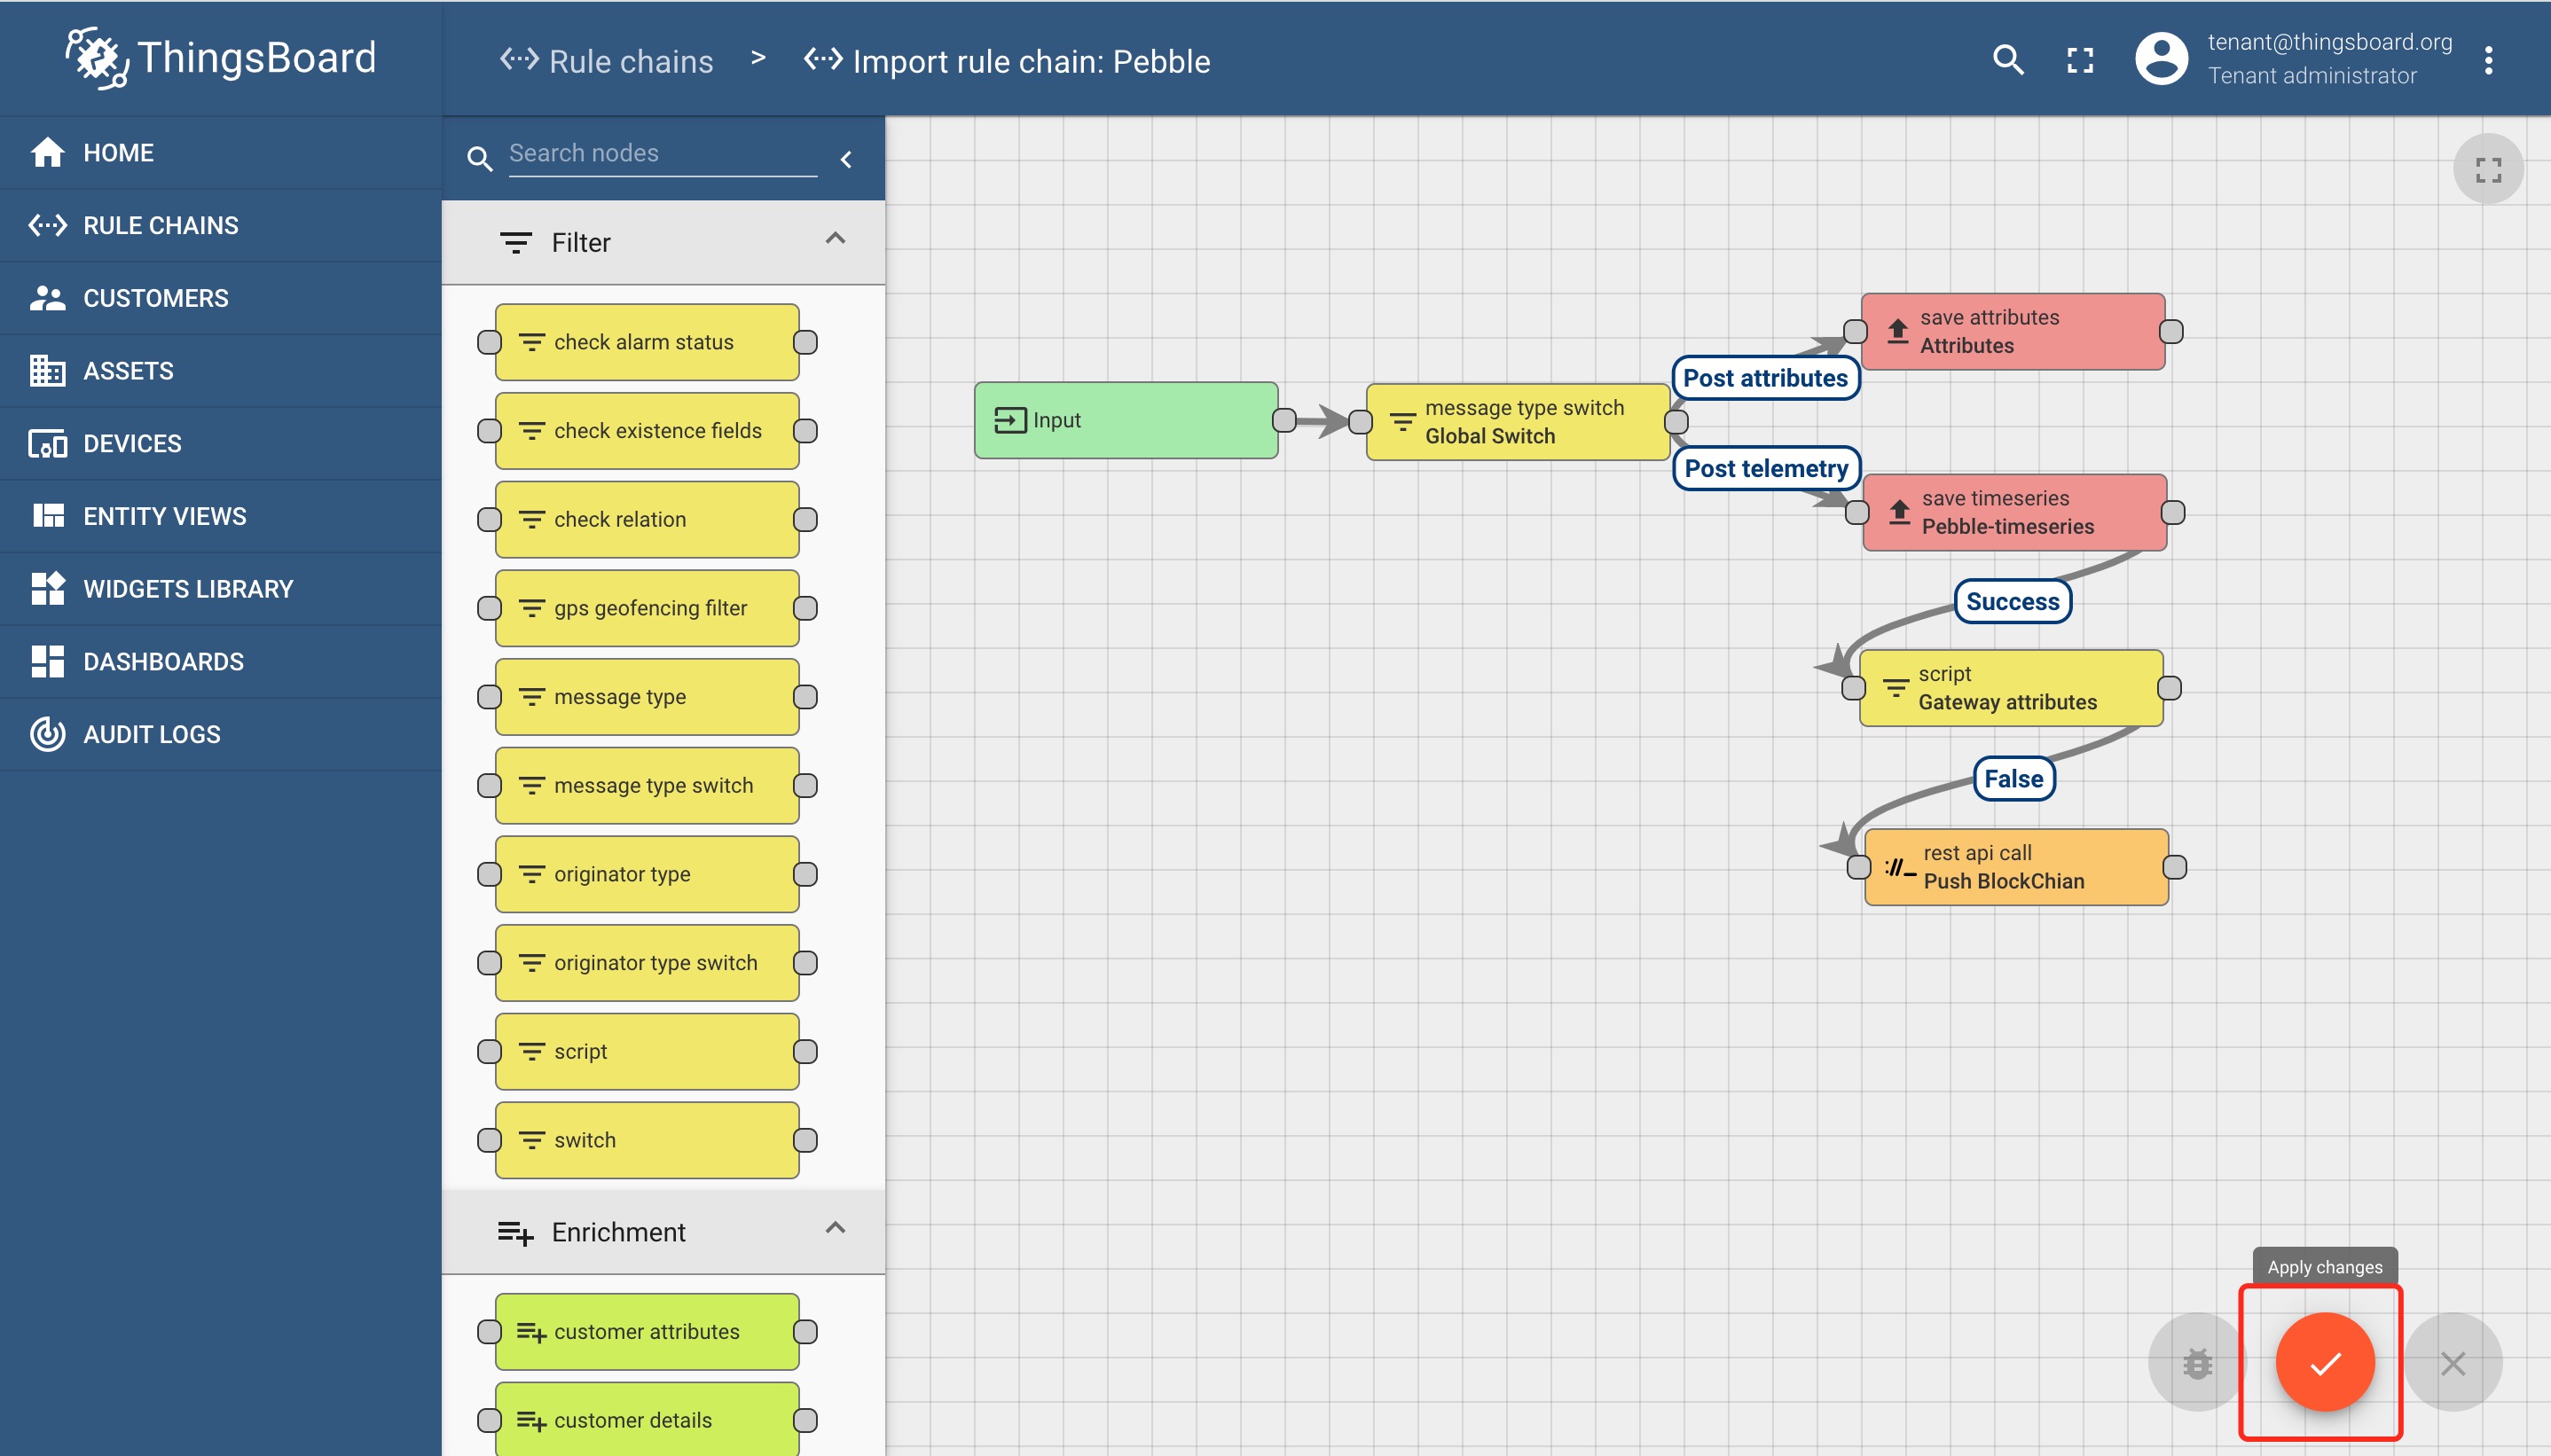 ThingsBoard
Rule chains > Import rule chain: Pebble
tenant@thingsboard.org
Tenant administrator
HOME
RULE CHAINS
CUSTOMERS
ASSETS
DEVICES
ENTITY VIEWS
WIDGETS LIBRARY
DASHBOARDS
AUDIT LOGS
Search nodes
Filter
check alarm status
check existence fields
check relation
gps geofencing filter
message type
message type switch
originator type
originator type switch
script
switch
Enrichment
customer attributes
customer details
Input
message type switch
Global Switch
Post attributes
Post telemetry
save attributes
Attributes
save timeseries
Pebble-timeseries
Success
script
Gateway attributes
False
rest api call
Push BlockChian
Apply changes